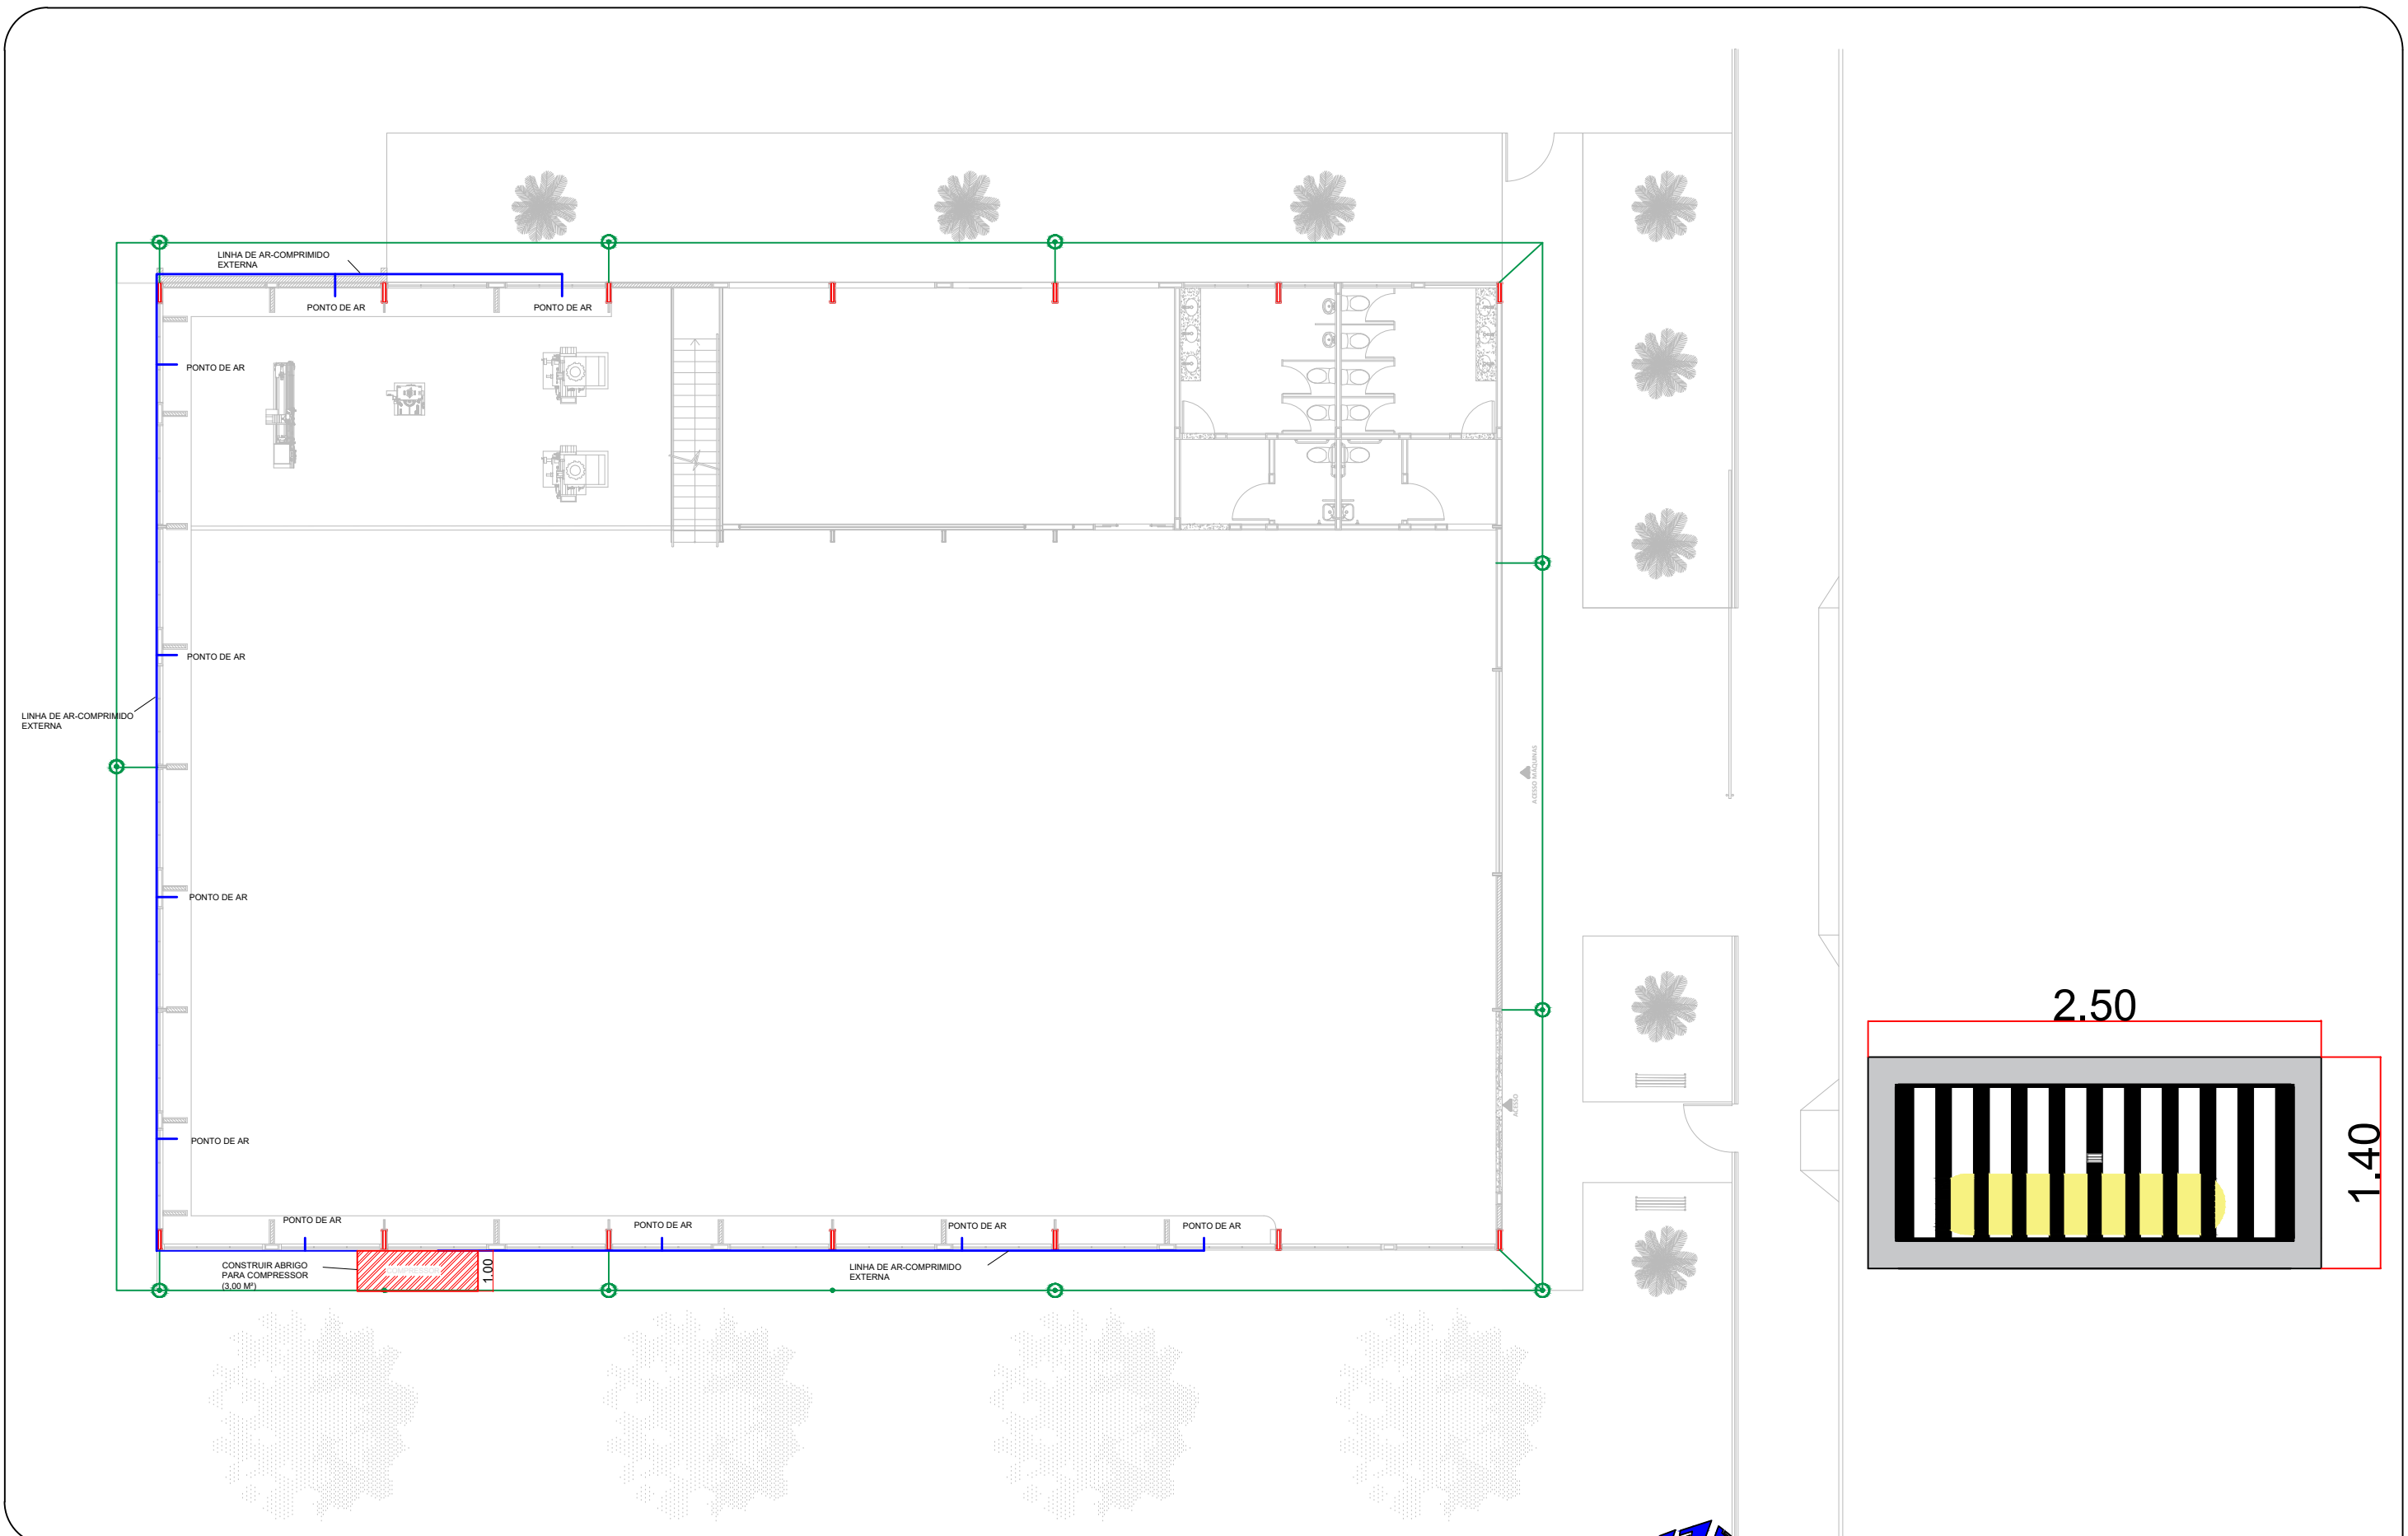 LINHA DE AR-COMPRIMIDO
EXTERNA
PONTO DE AR
PONTO DE AR
PONTO DE AR
PONTO DE AR
LINHA DE AR-COMPRIMIDO
EXTERNA
ACESSO MAQUINAS
PONTO DE AR
2.50
ACESSO
PONTO DE AR
1.40
PONTO DE AR
PONTO DE AR
PONTO DE AR
PONTO DE AR
CONSTRUIR ABRIGO
PARA COMPRESSOR
(3,00 M²)
1.00
LINHA DE AR-COMPRIMIDO
EXTERNA